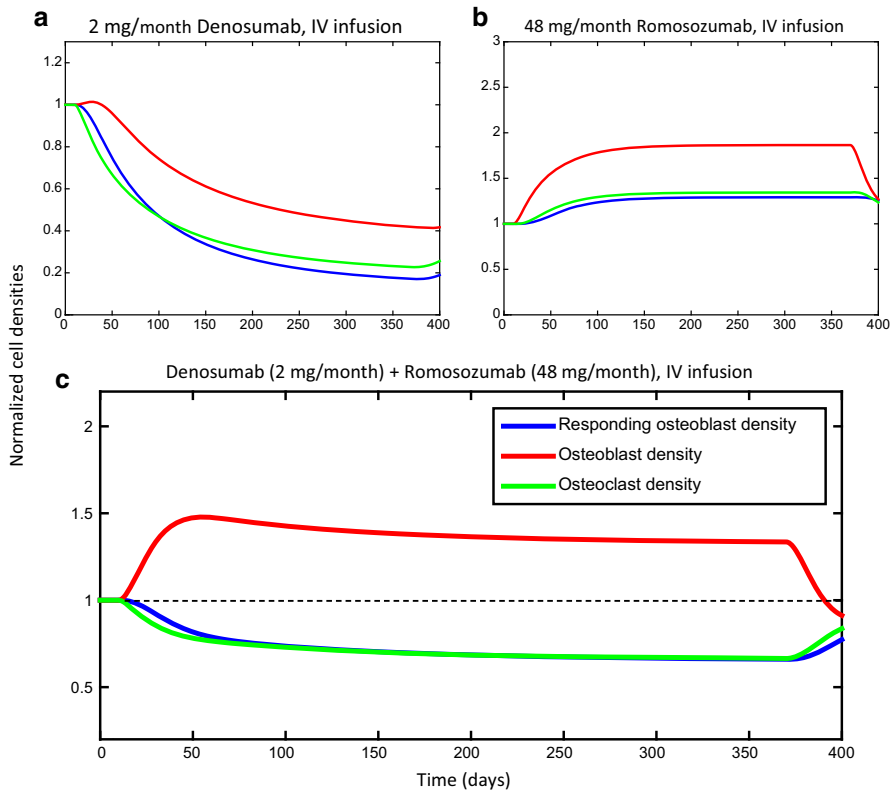 a
2 mg/month Denosumab, IV infusion
1
0.8
0.6
0.4
0.2
0
0 50 100 150 200 250 300 350 400
b
48 mg/month Romosozumab, IV infusion
3
2.5
2
1.5
1
0.5
0
0 50 100 150 200 250 300 350 400
Normalized cell densities
c
Denosumab (2 mg/month) + Romosozumab (48 mg/month), IV infusion
2
1.5
1
0.5
Responding osteoblast density
Osteoblast density
Osteoclast density
0 50 100 150 200 250 300 350 400
Time (days)